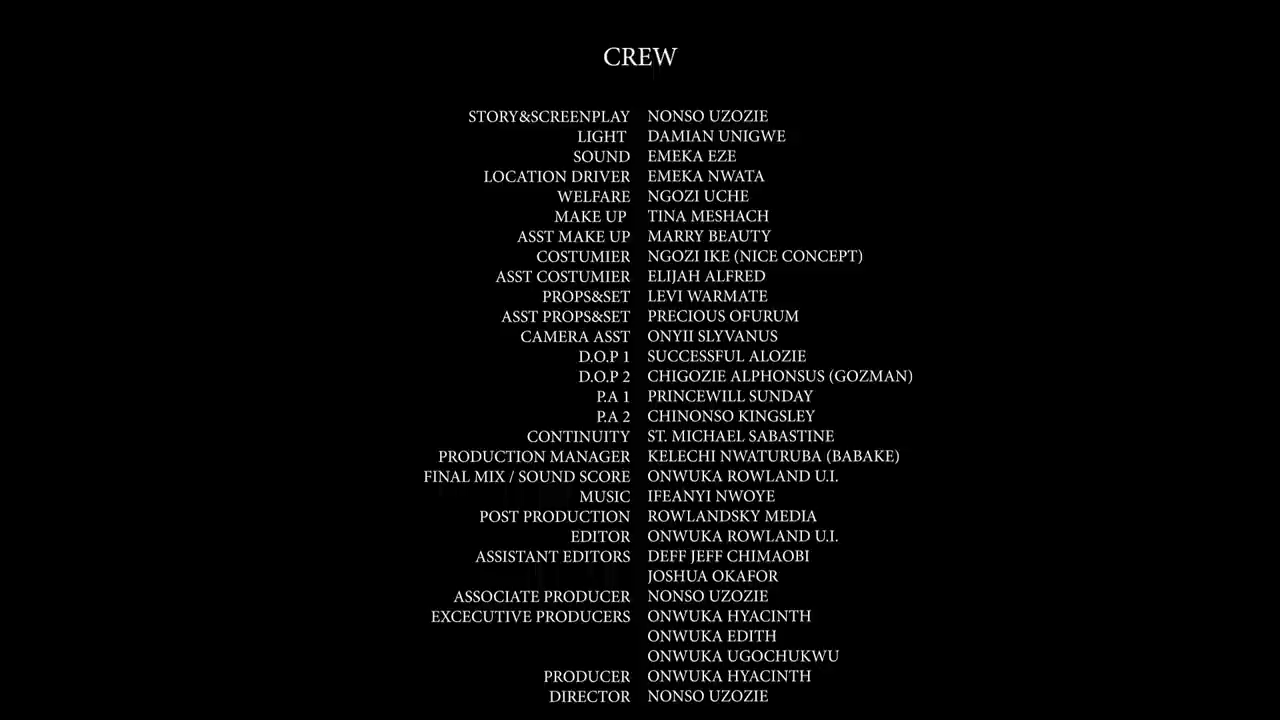 CREW
STORY&SCREENPLAY NONSO UZOZIE
LIGHT DAMIAN UNIGWE
SOUND EMEKA EZE
LOCATION DRIVER EMEKA NWATA
WELFARE NGOZI UCHE
MAKE UP TINA MESHACH
ASST MAKE UP MARRY BEAUTY
COSTUMIER NGOZI IKE (NICE CONCEPT)
ASST COSTUMIER ELIJAH ALFRED
PROPS&SET LEVI WARMATE
ASST PROPS&SET PRECIOUS OFURUM
CAMERA ASST ONYII SLYVANUS
D.O.P 1 SUCCESSFUL ALOZIE
D.O.P 2 CHIGOZIE ALPHONSUS (GOZMAN)
P.A 1 PRINCEWILL SUNDAY
P.A 2 CHINONSO KINGSLEY
CONTINUITY ST. MICHAEL SABASTINE
PRODUCTION MANAGER KELECHI NWATURUBA (BABAKE)
FINAL MIX / SOUND SCORE ONWUKA ROWLAND U.I.
MUSIC IFEANYI NWOYE
POST PRODUCTION ROWLANDSKY MEDIA
EDITOR ONWUKA ROWLAND U.I.
ASSISTANT EDITORS DEFF JEFF CHIMAOBI
JOSHUA OKAFOR
ASSOCIATE PRODUCER NONSO UZOZIE
EXCECUTIVE PRODUCERS ONWUKA HYACINTH
ONWUKA EDITH
ONWUKA UGOCHUKWU
PRODUCER ONWUKA HYACINTH
DIRECTOR NONSO UZOZIE